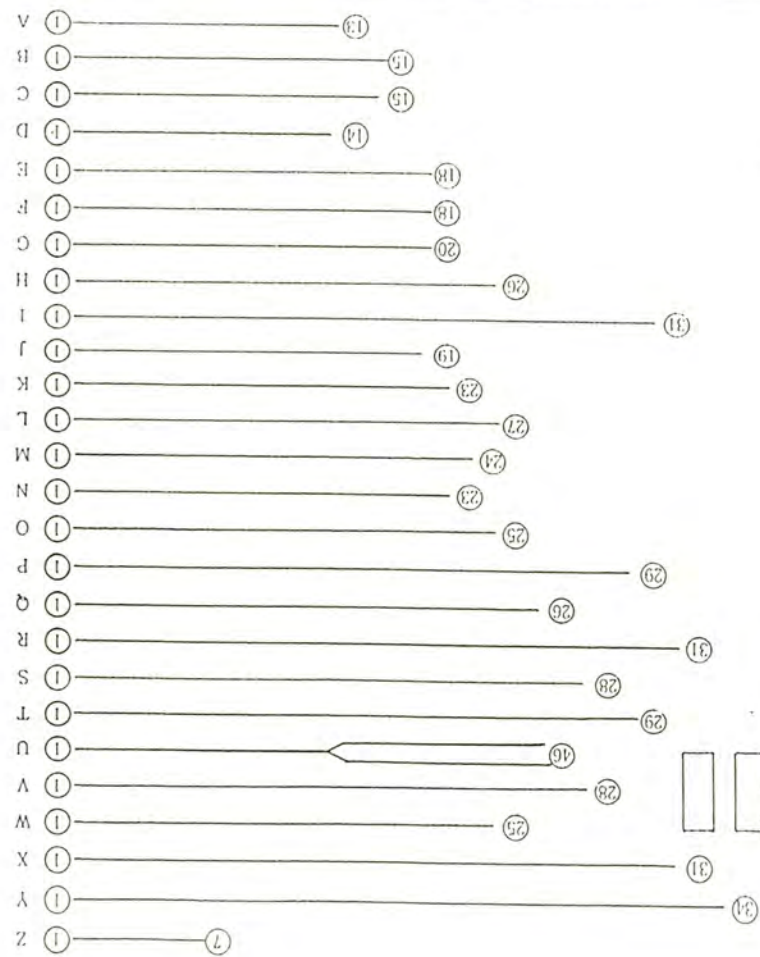 A 1 13
B 1 15
C 1 15
D 1 14
E 1 18
F 1 18
G 1 20
H 1 26
I 1 31
J 1 19
K 1 23
L 1 27
M 1 24
N 1 23
O 1 25
P 1 29
Q 1 26
R 1 31
S 1 28
T 1 29
U 1 46
V 1 28
W 1 25
X 1 31
Y 1 34
Z 1 7